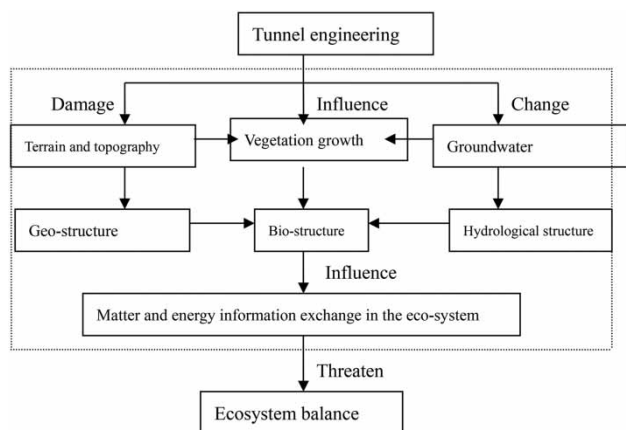 Tunnel engineering
Damage
Influence
Change
Terrain and topography
Vegetation growth
Groundwater
Geo-structure
Bio-structure
Hydrological structure
Influence
Matter and energy information exchange in the eco-system
Threaten
Ecosystem balance